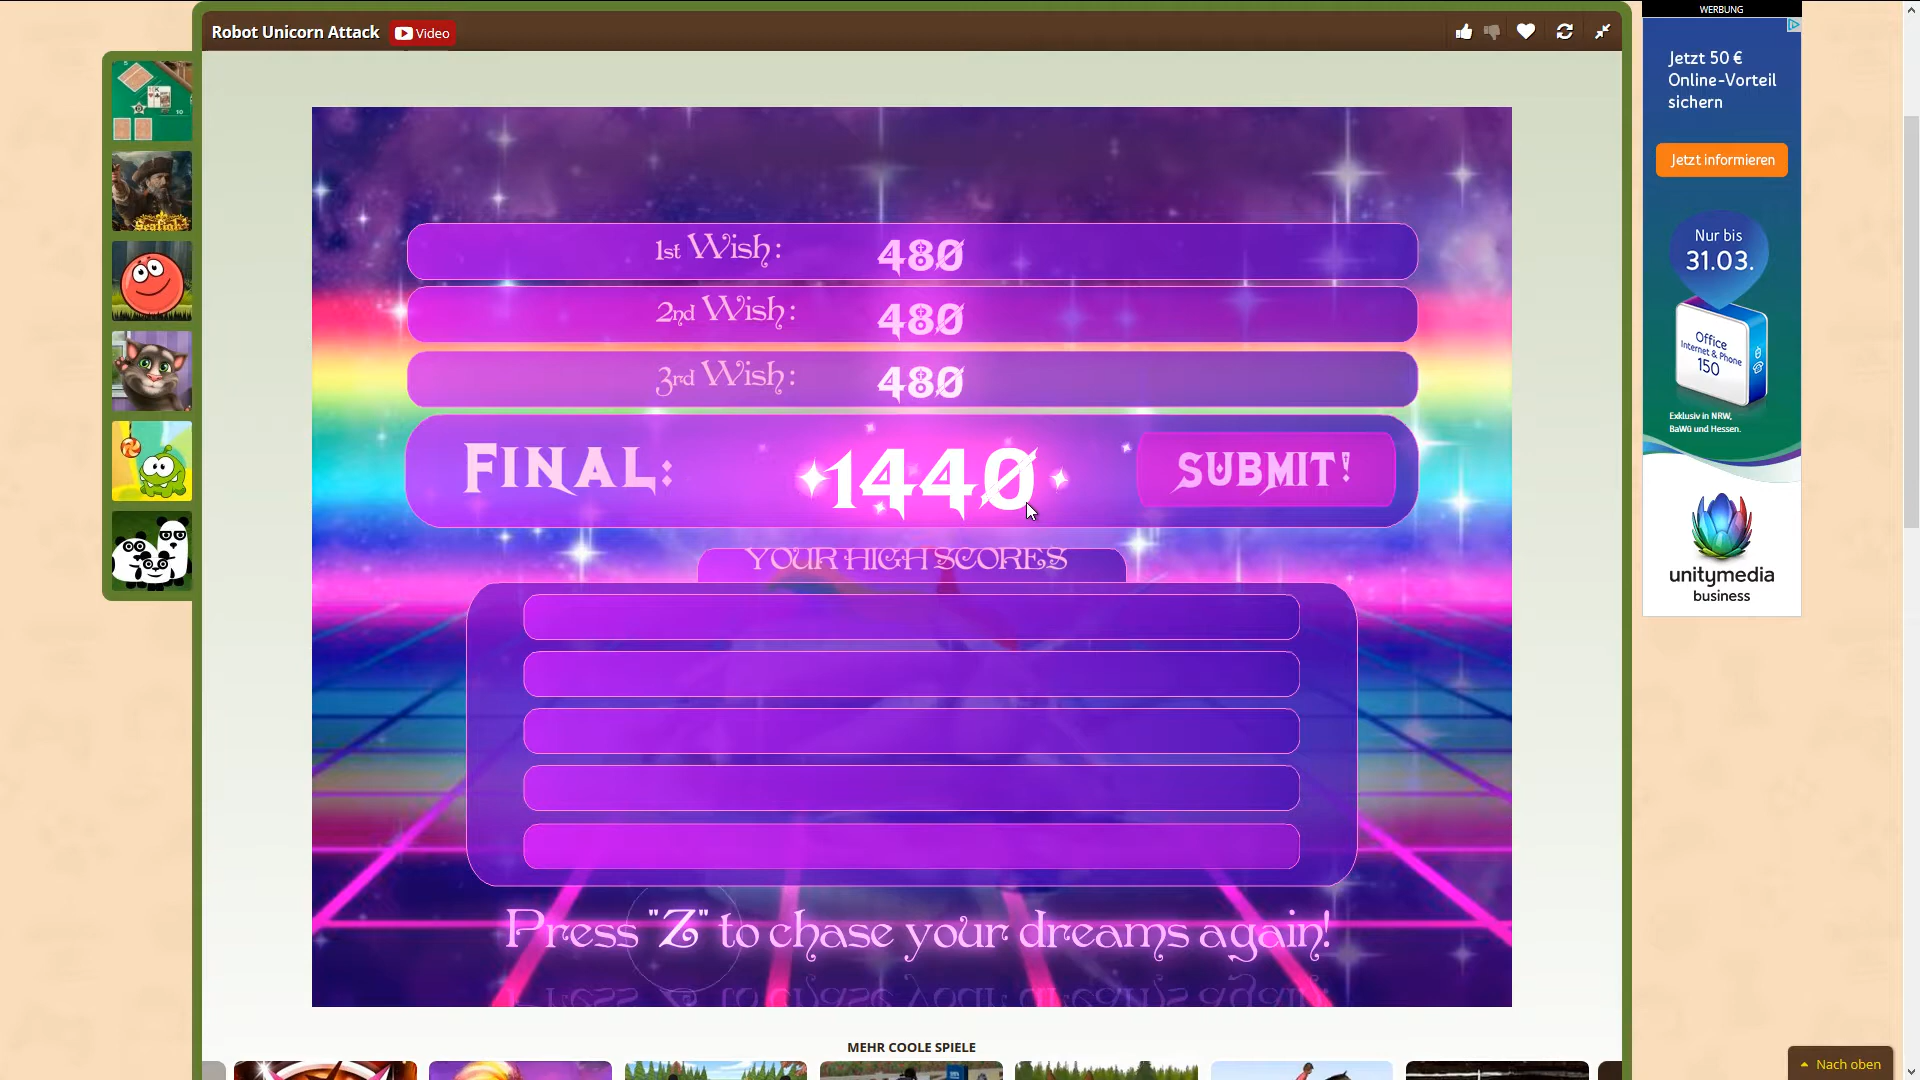 Robot Unicorn Attack
Video
WERBUNG
Jetzt 50 €
Online-Vorteil
sichern
Jetzt informieren
Nur bis
31.03.
Office
Internet & Phone
150
Exklusiv in NRW,
BaWü und Hessen.
unitymedia
business
1st Wish: 480
2nd Wish: 480
3rd Wish: 480
FINAL: 1440 SUBMIT!
YOUR HIGH SCORES
Press "Z" to chase your dreams again!
MEHR COOLE SPIELE
Nach oben